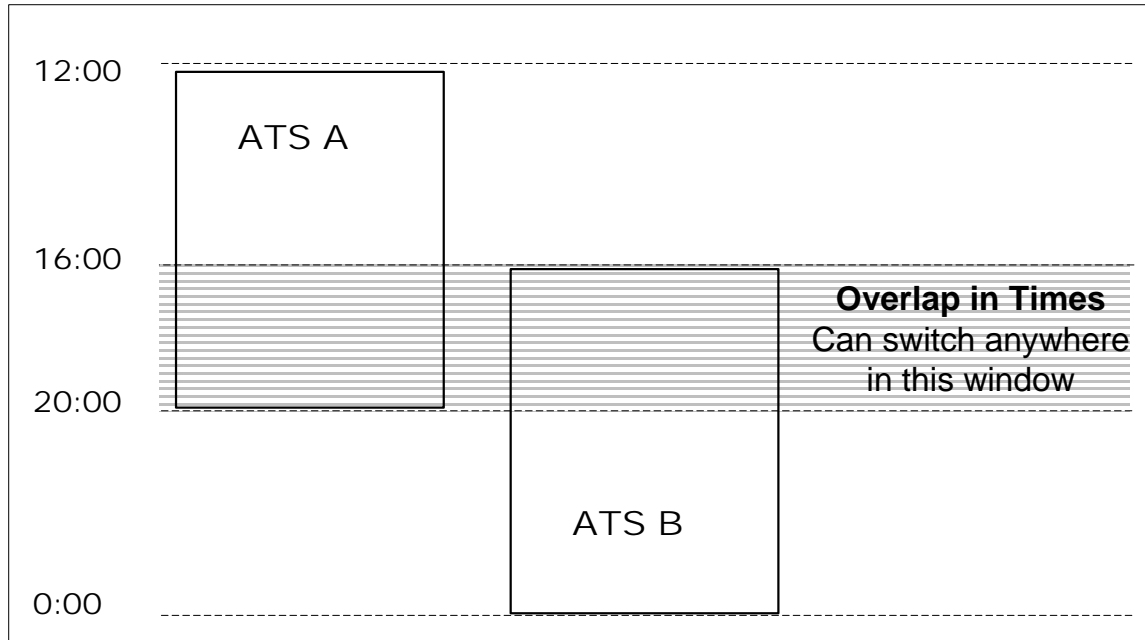 12:00
ATS A
16:00
Overlap in Times
Can switch anywhere
in this window
20:00
ATS B
0:00